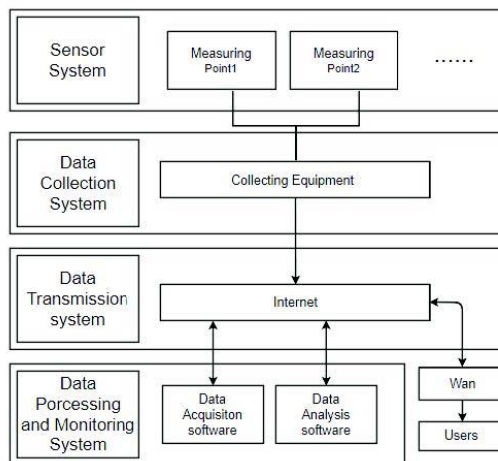 Sensor
System
Measuring
Point1
Measuring
Point2
......
Data
Collection
System
Collecting Equipment
Data
Transmission
system
Internet
Data
Porcessing
and Monitoring
System
Data
Acquisiton
software
Data
Analysis
software
Wan
Users